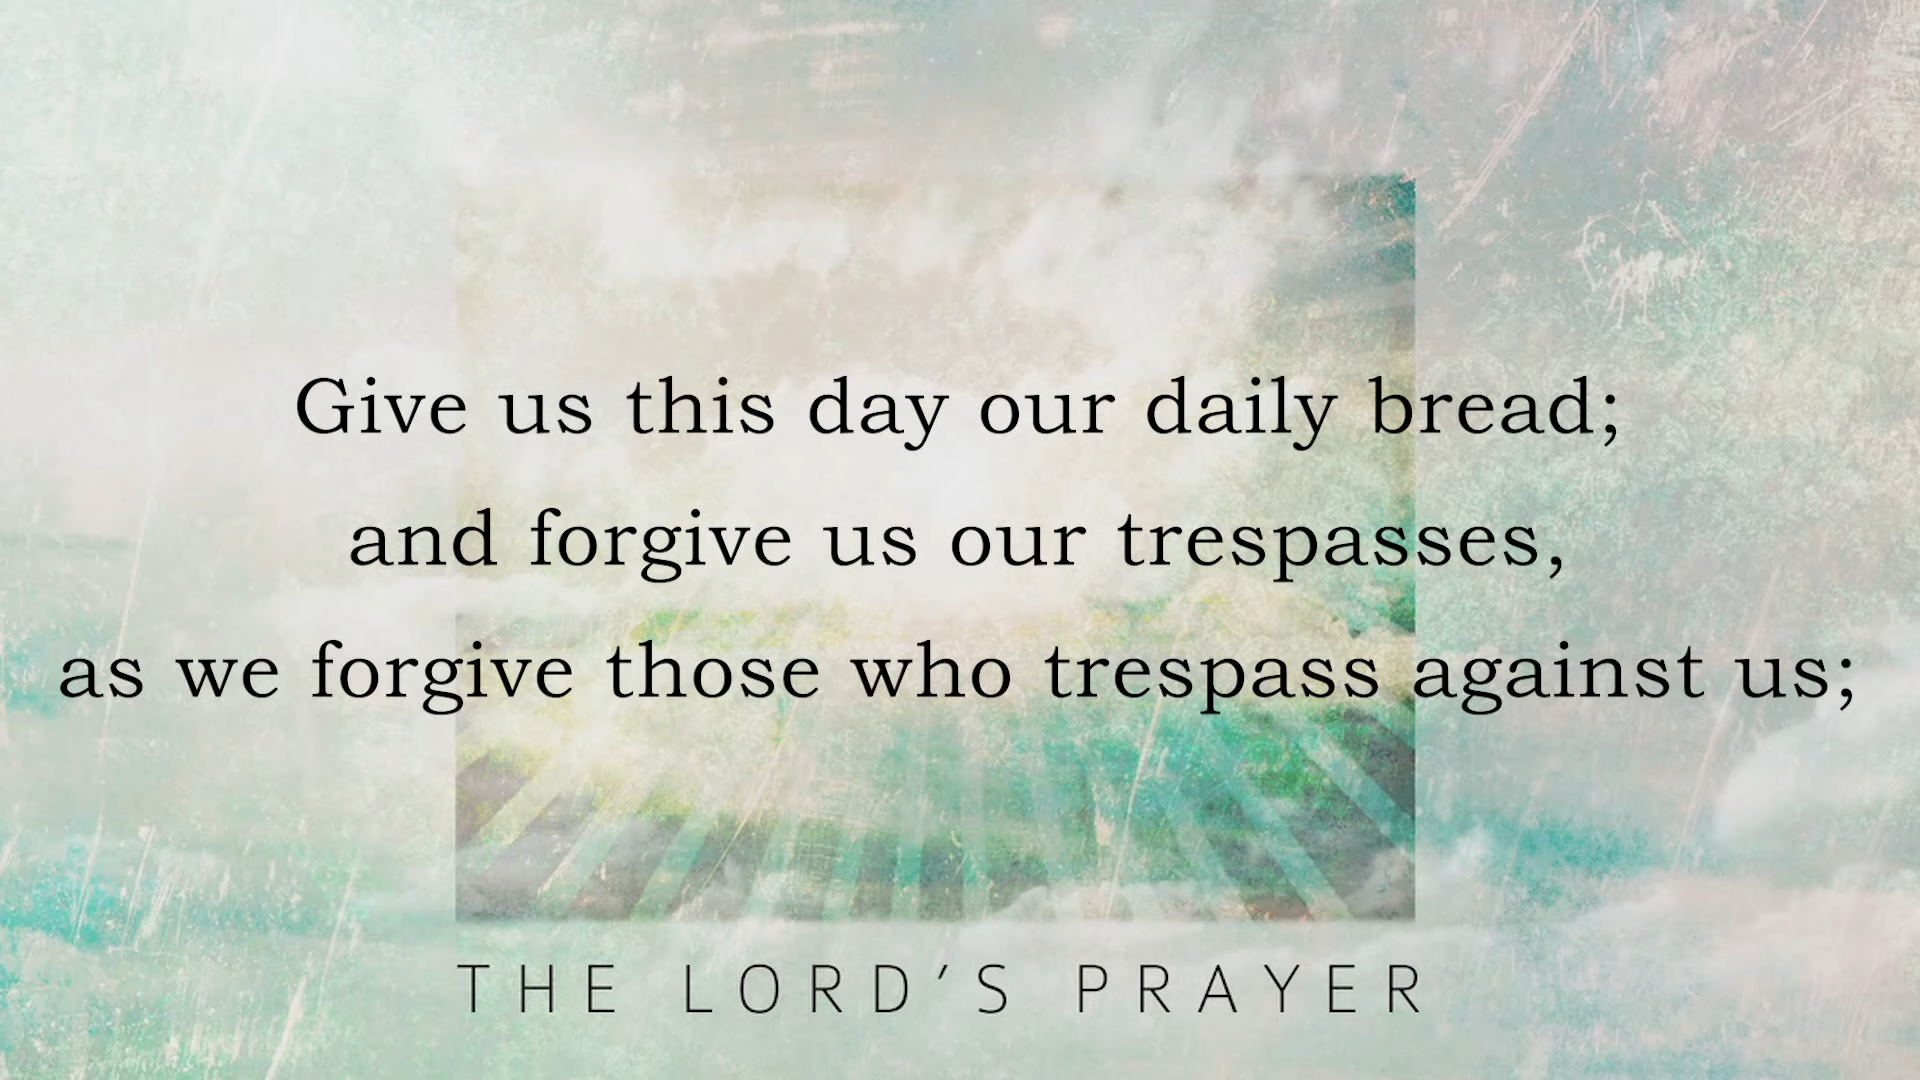 Give us this day our daily bread;
and forgive us our trespasses,
as we forgive those who trespass against us;
THE LORD’S PRAYER